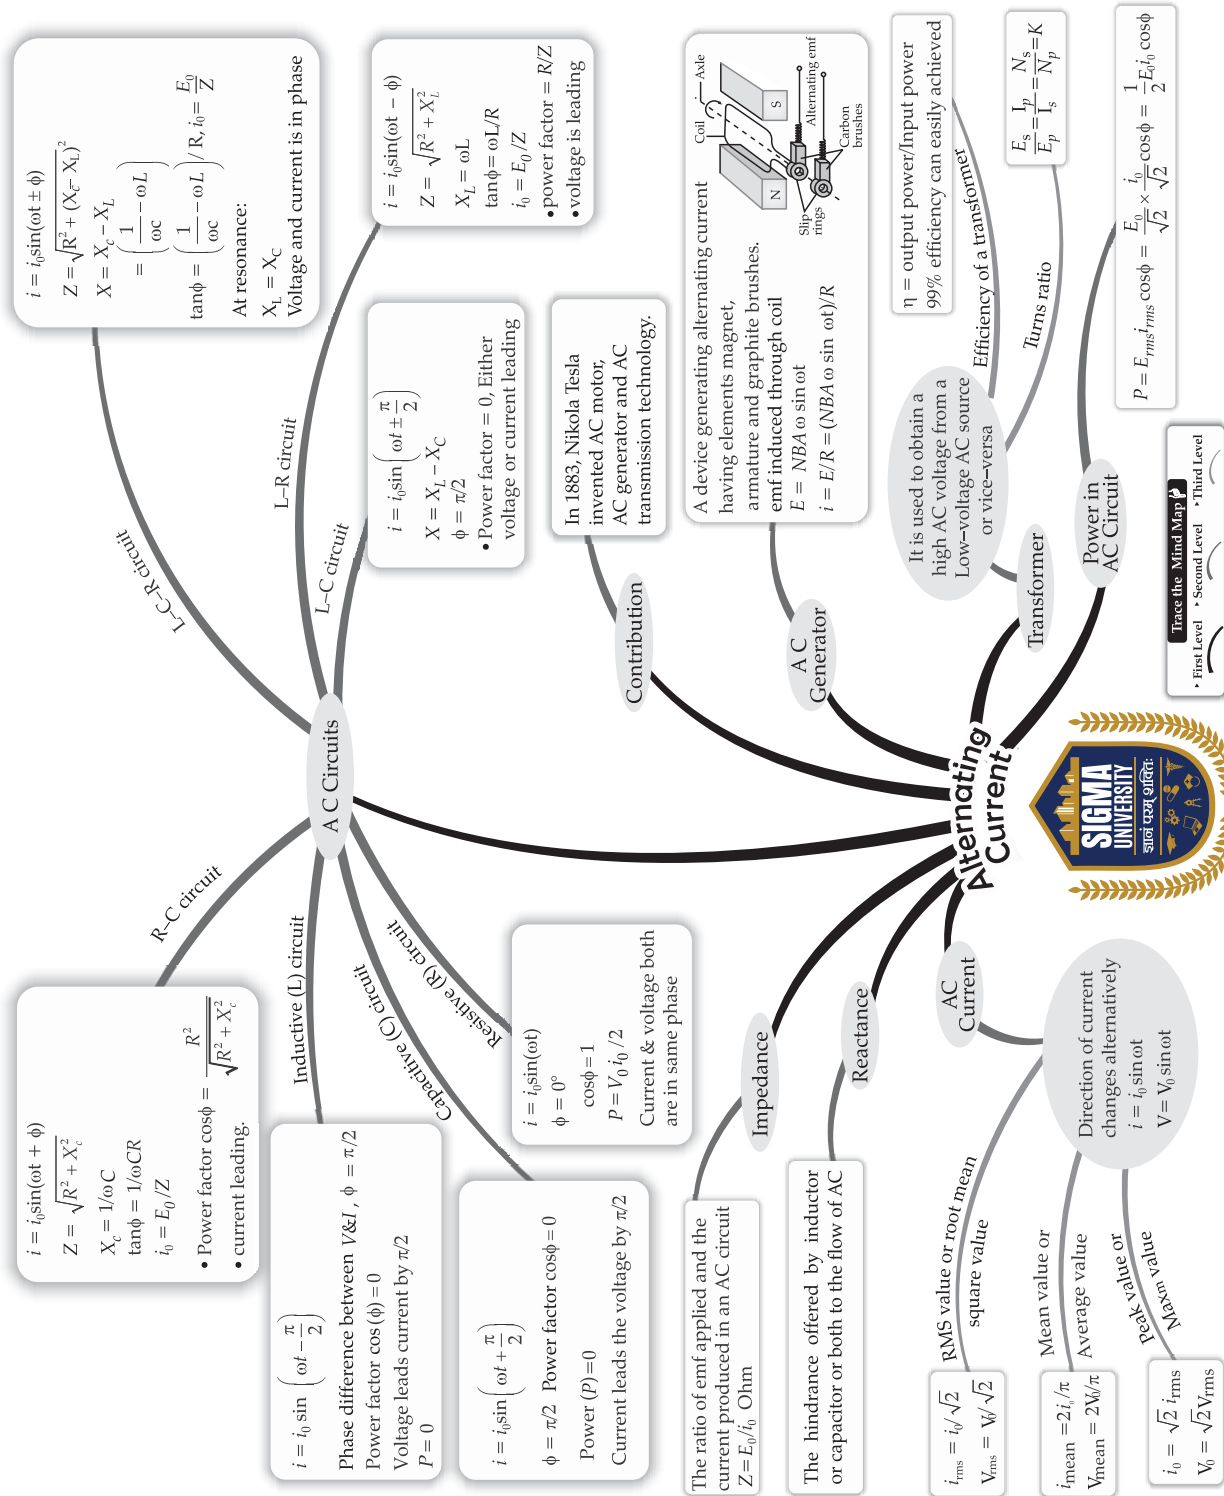 Alternating
Current
SIGMA
UNIVERSITY
ज्ञानं परम् शक्तिः
Trace the Mind Map
▸ First Level ▸ Second Level ▸ Third Level
AC
Current
Direction of current
changes alternatively
i = i₀ sin ωt
V = V₀ sin ωt
RMS value or root mean
square value
i_rms = i₀/√2
V_rms = V₀/√2
Mean value or
Average value
i_mean = 2i₀/π
V_mean = 2V₀/π
Peak value or
Maxᵐ value
i₀ = √2 i_rms
V₀ = √2V_rms
Reactance
The hindrance offered by inductor
or capacitor or both to the flow of AC
Impedance
The ratio of emf applied and the
current produced in an AC circuit
Z = E₀/i₀ Ohm
A C Circuits
Resistive (R) circuit
i = i₀sin(ωt)
ϕ = 0°
cosϕ = 1
P = V₀ i₀/2
Current & voltage both
are in same phase
Capacitive (C) circuit
i = i₀sin(ωt + π/2)
ϕ = π/2 Power factor cosϕ = 0
Power (P) = 0
Current leads the voltage by π/2
Inductive (L) circuit
i = i₀ sin (ωt − π/2)
Phase difference between V&I , ϕ = π/2
Power factor cos (ϕ) = 0
Voltage leads current by π/2
P = 0
R–C circuit
i = i₀sin(ωt + ϕ)
Z = √(R² + X_c²)
X_c = 1/ωC
tanϕ = 1/ωCR
i₀ = E₀/Z
• Power factor cosϕ = R²/√(R² + X_c²)
• current leading.
L–C–R circuit
i = i₀sin(ωt ± ϕ)
Z = √(R² + (X_c − X_L)²)
X = X_c − X_L
= (1/ωc − ωL)
tanϕ = (1/ωc − ωL) / R, i₀ = E₀/Z
At resonance:
X_L = X_C
Voltage and current is in phase
L–R circuit
i = i₀sin(ωt − ϕ)
Z = √(R² + X_L²)
X_L = ωL
tanϕ = ωL/R
i₀ = E₀/Z
• power factor = R/Z
• voltage is leading
L–C circuit
i = i₀sin(ωt ± π/2)
X = X_L − X_C
ϕ = π/2
• Power factor = 0, Either
voltage or current leading
Contribution
In 1883, Nikola Tesla
invented AC motor,
AC generator and AC
transmission technology.
A C
Generator
A device generating alternating current
having elements magnet,
armature and graphite brushes.
emf induced through coil
E = NBA ω sin ωt
i = E/R = (NBA ω sin ωt)/R
Coil
Axle
N
S
Slip
rings
Alternating emf
Carbon
brushes
Transformer
It is used to obtain a
high AC voltage from a
Low–voltage AC source
or vice–versa
Efficiency of a transformer
η = output power/Input power
99% efficiency can easily achieved
Turns ratio
E_s/E_p = I_p/I_s = N_s/N_p = K
Power in
AC Circuit
P = E_rms i_rms cosϕ = E₀/√2 × i₀/√2 cosϕ = 1/2 E₀i₀ cosϕ